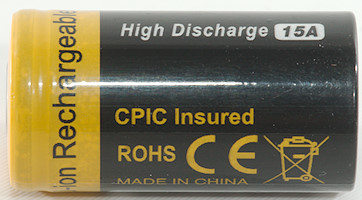 -ion Rechargeable
High Discharge 15A
CPIC Insured
ROHS CE
MADE IN CHINA